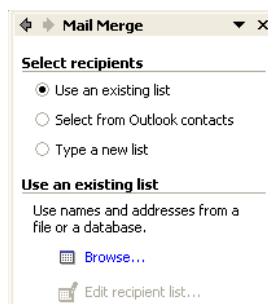 Mail Merge
Select recipients
Use an existing list
Select from Outlook contacts
Type a new list
Use an existing list
Use names and addresses from a
file or a database.
Browse...
Edit recipient list...